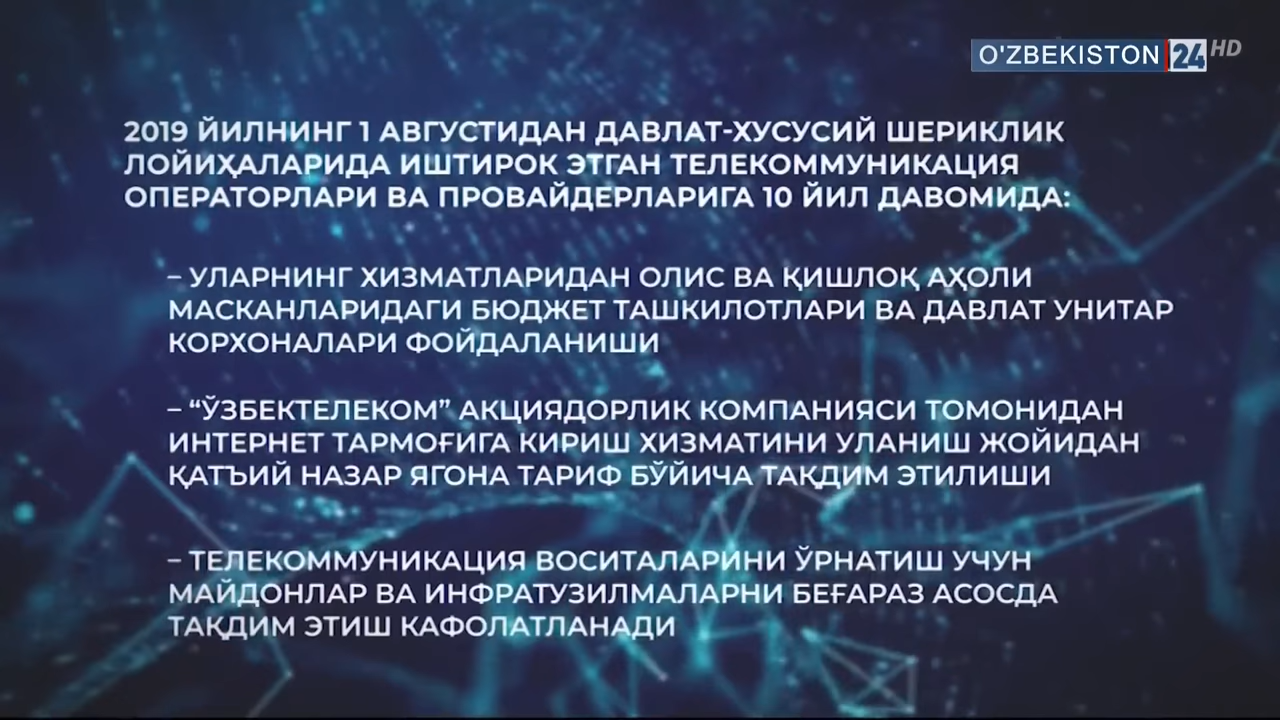 O'ZBEKISTON 24 HD
2019 ЙИЛНИНГ 1 АВГУСТИДАН ДАВЛАТ-ХУСУСИЙ ШЕРИКЛИК
ЛОЙИҲАЛАРИДА ИШТИРОК ЭТГАН ТЕЛЕКОММУНИКАЦИЯ
ОПЕРАТОРЛАРИ ВА ПРОВАЙДЕРЛАРИГА 10 ЙИЛ ДАВОМИДА:
– УЛАРНИНГ ХИЗМАТЛАРИДАН ОЛИС ВА ҚИШЛОҚ АҲОЛИ
МАСКАНЛАРИДАГИ БЮДЖЕТ ТАШКИЛОТЛАРИ ВА ДАВЛАТ УНИТАР
КОРХОНАЛАРИ ФОЙДАЛАНИШИ
– “ЎЗБЕКТЕЛЕКОМ” АКЦИЯДОРЛИК КОМПАНИЯСИ ТОМОНИДАН
ИНТЕРНЕТ ТАРМОҒИГА КИРИШ ХИЗМАТИНИ УЛАНИШ ЖОЙИДАН
ҚАТЪИЙ НАЗАР ЯГОНА ТАРИФ БЎЙИЧА ТАҚДИМ ЭТИЛИШИ
– ТЕЛЕКОММУНИКАЦИЯ ВОСИТАЛАРИНИ ЎРНАТИШ УЧУН
МАЙДОНЛАР ВА ИНФРАТУЗИЛМАЛАРНИ БЕҒАРАЗ АСОСДА
ТАҚДИМ ЭТИШ КАФОЛАТЛАНАДИ